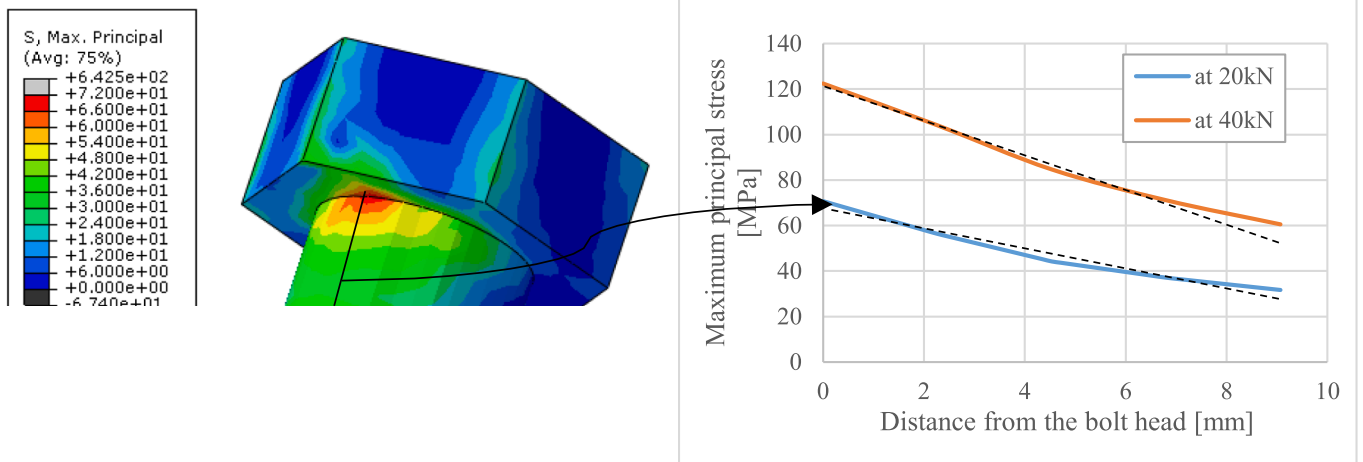 S, Max. Principal
(Avg: 75%)
+6.425e+02
+7.200e+01
+6.600e+01
+6.000e+01
+5.400e+01
+4.800e+01
+4.200e+01
+3.600e+01
+3.000e+01
+2.400e+01
+1.800e+01
+1.200e+01
+6.000e+00
+0.000e+00
-6.740e+01
Maximum principal stress
[MPa]
140
120
100
80
60
40
20
0
at 20kN
at 40kN
0 2 4 6 8 10
Distance from the bolt head [mm]